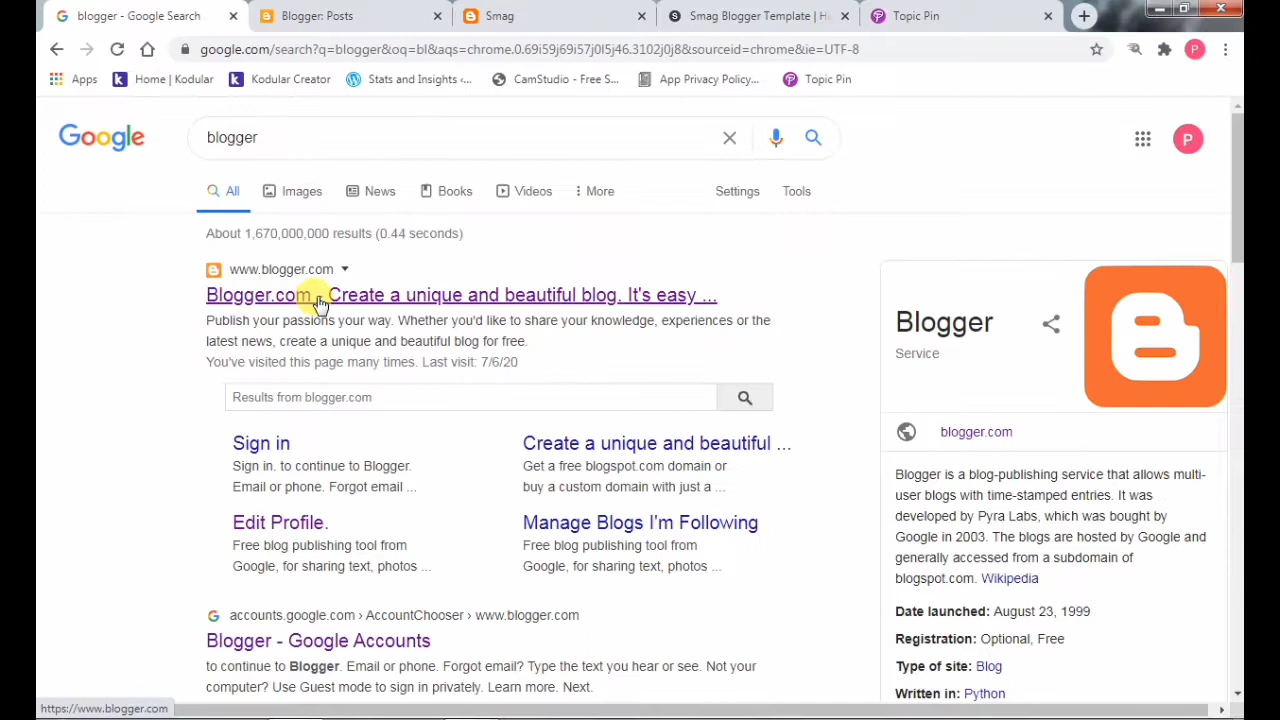 blogger - Google Search
Blogger: Posts
Smag
Smag Blogger Template | Hi
Topic Pin
google.com/search?q=blogger&oq=bl&aqs=chrome.0.69i59j69i57j0l5j46.3102j0j8&sourceid=chrome&ie=UTF-8
P
Apps
Home | Kodular
Kodular Creator
Stats and Insights ‹...
CamStudio - Free S...
App Privacy Policy...
Topic Pin
Google
blogger
P
All
Images
News
Books
Videos
More
Settings
Tools
About 1,670,000,000 results (0.44 seconds)
www.blogger.com
Blogger.com - Create a unique and beautiful blog. It's easy ...
Publish your passions your way. Whether you'd like to share your knowledge, experiences or the
latest news, create a unique and beautiful blog for free.
You've visited this page many times. Last visit: 7/6/20
Results from blogger.com
Sign in
Sign in. to continue to Blogger.
Email or phone. Forgot email ...
Create a unique and beautiful ...
Get a free blogspot.com domain or
buy a custom domain with just a ...
Edit Profile.
Free blog publishing tool from
Google, for sharing text, photos ...
Manage Blogs I'm Following
Free blog publishing tool from
Google, for sharing text, photos ...
accounts.google.com › AccountChooser › www.blogger.com
Blogger - Google Accounts
to continue to Blogger. Email or phone. Forgot email? Type the text you hear or see. Not your
computer? Use Guest mode to sign in privately. Learn more. Next.
Blogger
Service
blogger.com
Blogger is a blog-publishing service that allows multi-
user blogs with time-stamped entries. It was
developed by Pyra Labs, which was bought by
Google in 2003. The blogs are hosted by Google and
generally accessed from a subdomain of
blogspot.com. Wikipedia
Date launched: August 23, 1999
Registration: Optional, Free
Type of site: Blog
Written in: Python
https://www.blogger.com